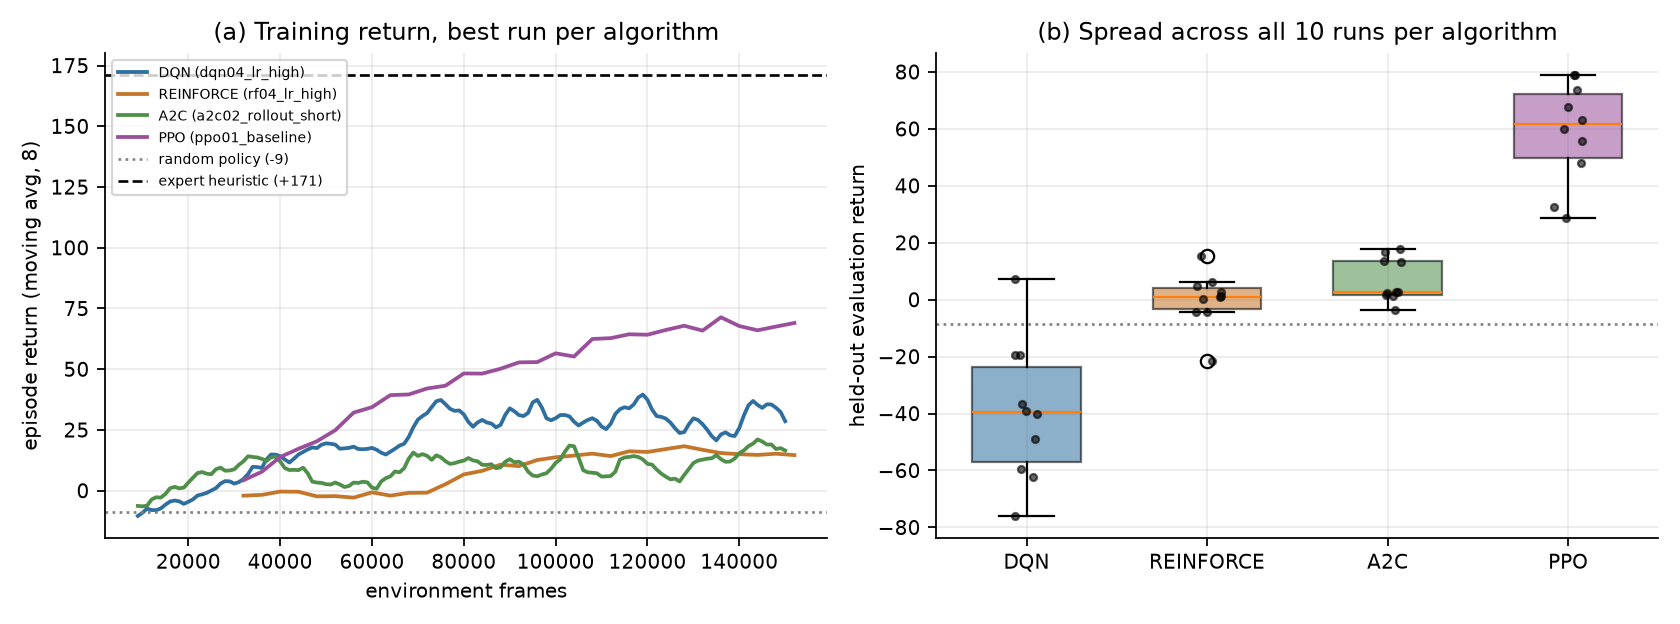 (a) Training return, best run per algorithm
episode return (moving avg, 8)
175
150
125
100
75
50
25
0
DQN (dqn04_lr_high)
REINFORCE (rf04_lr_high)
A2C (a2c02_rollout_short)
PPO (ppo01_baseline)
random policy (-9)
expert heuristic (+171)
20000 40000 60000 80000 100000 120000 140000
environment frames
(b) Spread across all 10 runs per algorithm
held-out evaluation return
80
60
40
20
0
−20
−40
−60
−80
DQN REINFORCE A2C PPO